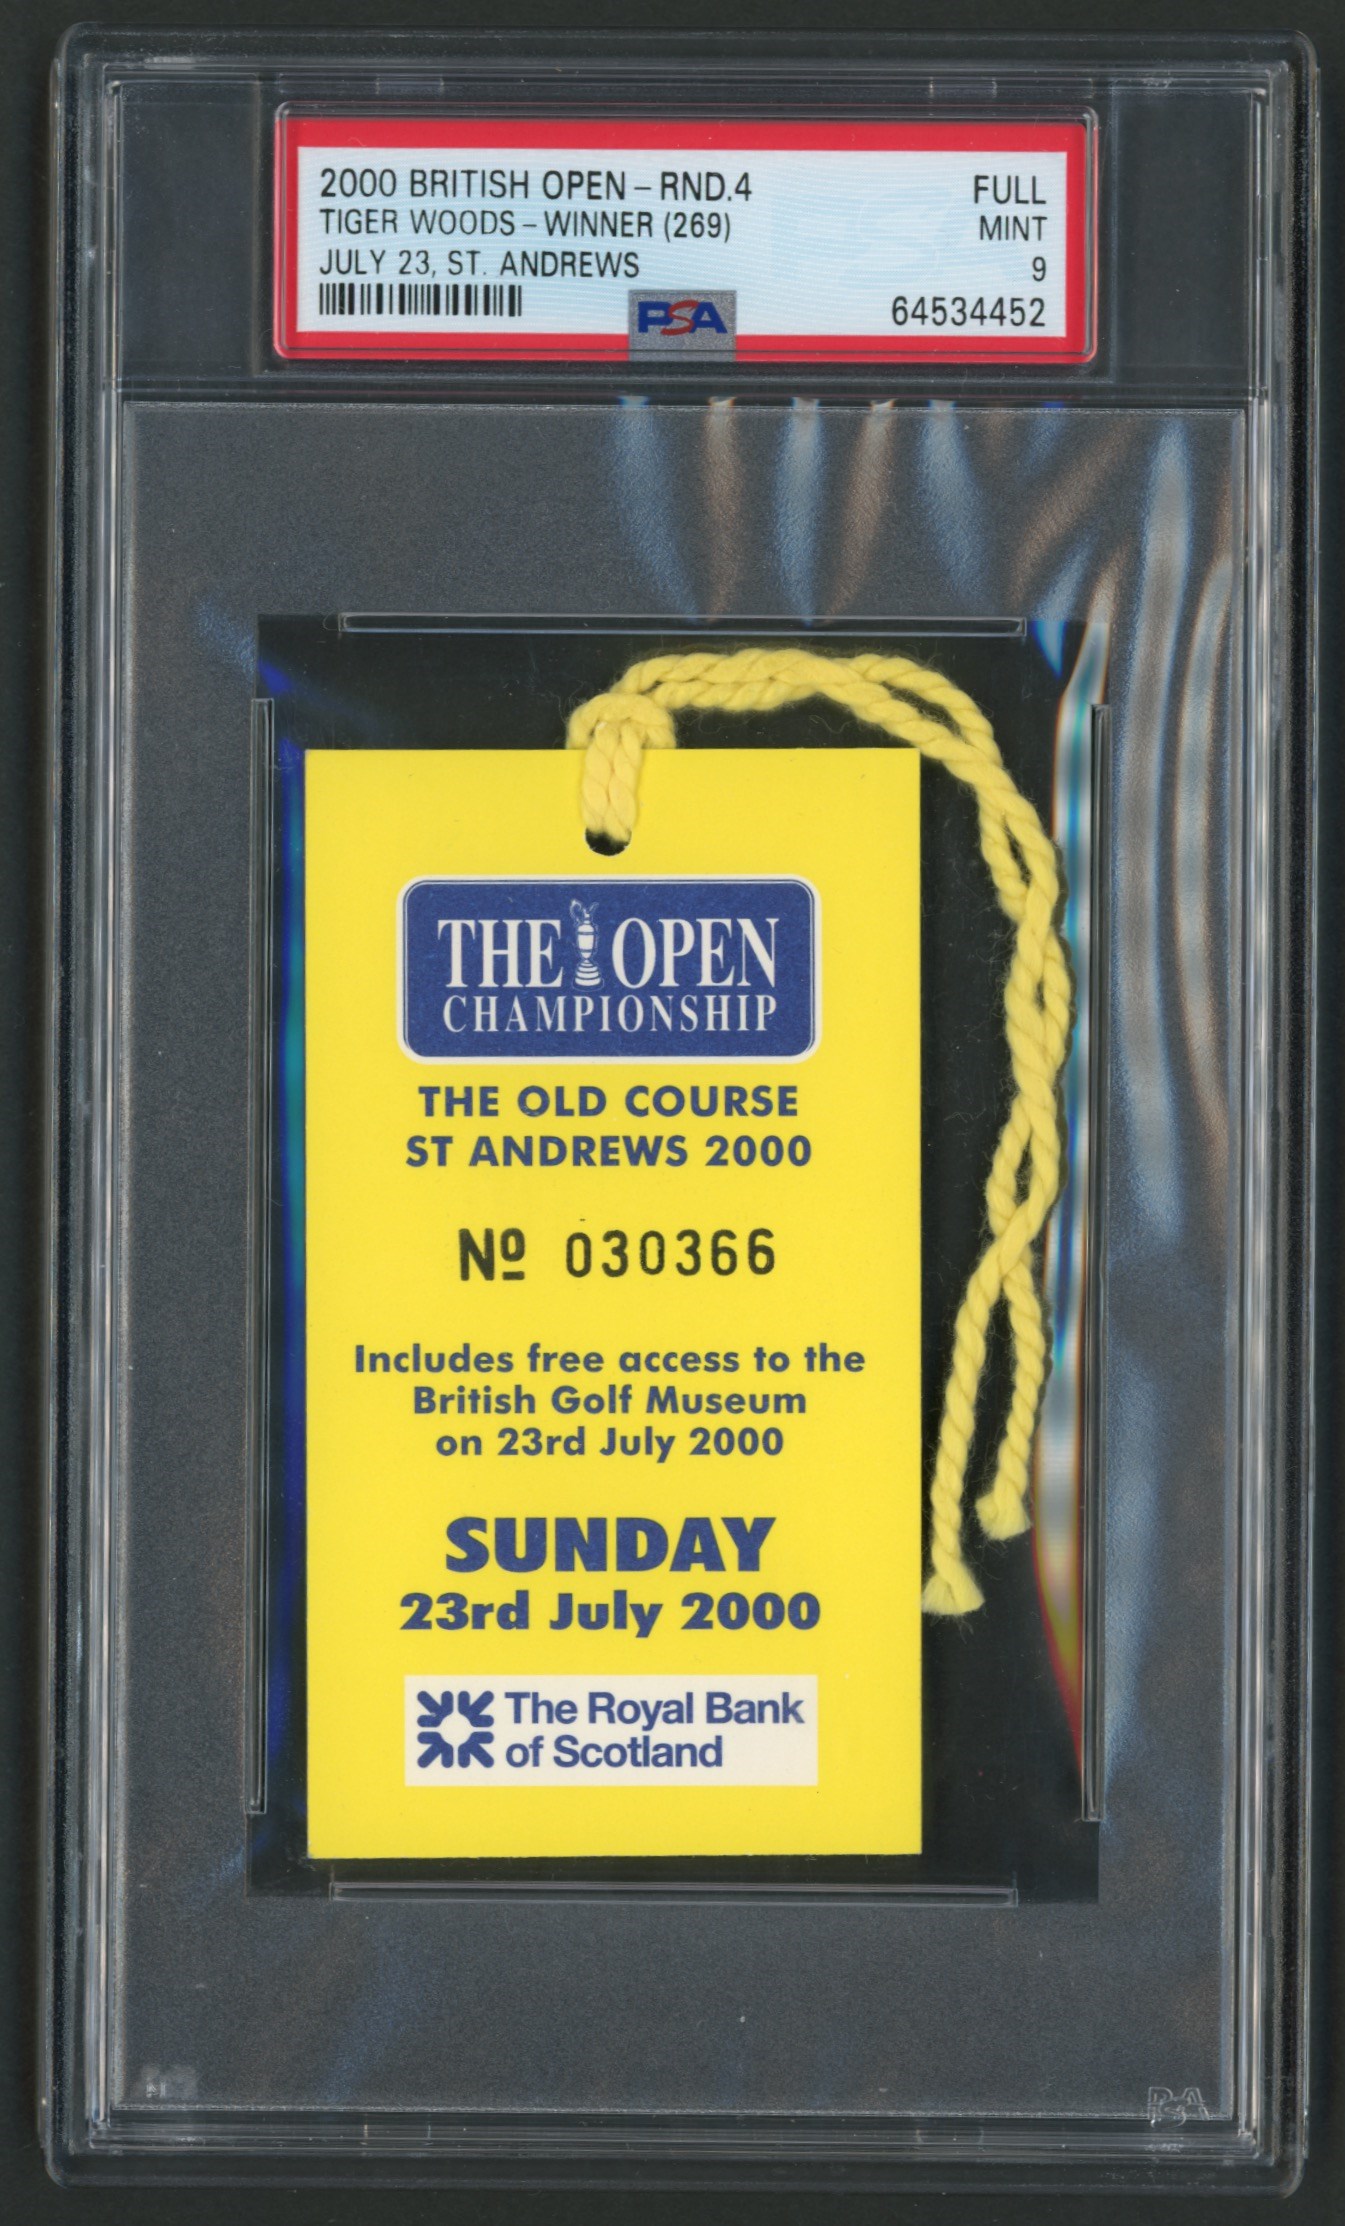 2000 BRITISH OPEN – RND.4
TIGER WOODS – WINNER (269)
JULY 23, ST. ANDREWS
FULL
MINT
9
64534452
PSA
THE OPEN
CHAMPIONSHIP
THE OLD COURSE
ST ANDREWS 2000
Nº 030366
Includes free access to the
British Golf Museum
on 23rd July 2000
SUNDAY
23rd July 2000
The Royal Bank
of Scotland
PSA